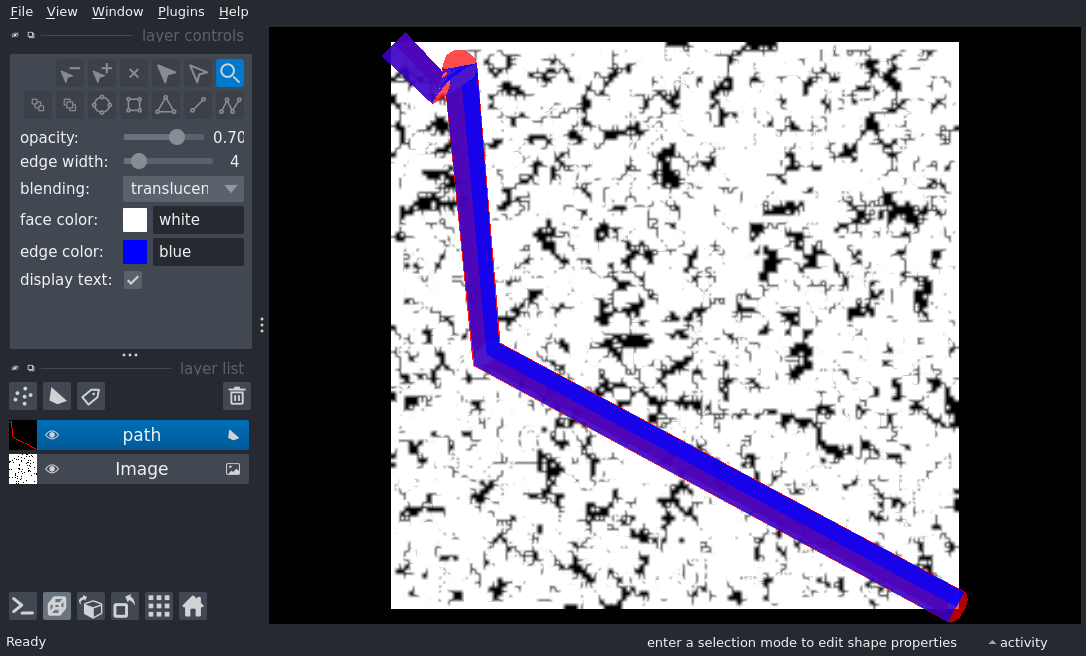 File View Window Plugins Help
layer controls
opacity: 0.70
edge width: 4
blending: translucen
face color: white
edge color: blue
display text:
layer list
path
Image
Ready
enter a selection mode to edit shape properties
activity